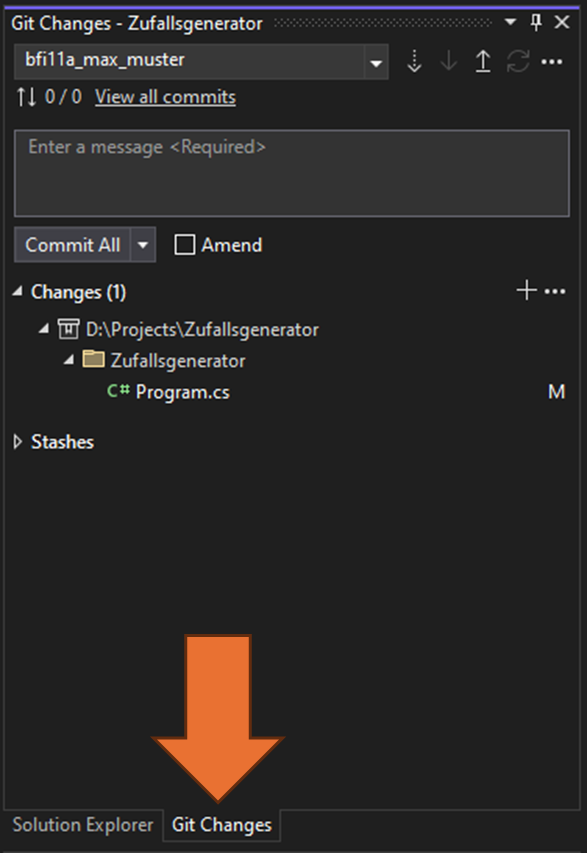 Git Changes - Zufallsgenerator
bfi11a_max_muster
0 / 0 View all commits
Enter a message <Required>
Commit All Amend
Changes (1)
D:\Projects\Zufallsgenerator
Zufallsgenerator
C# Program.cs M
Stashes
Solution Explorer Git Changes